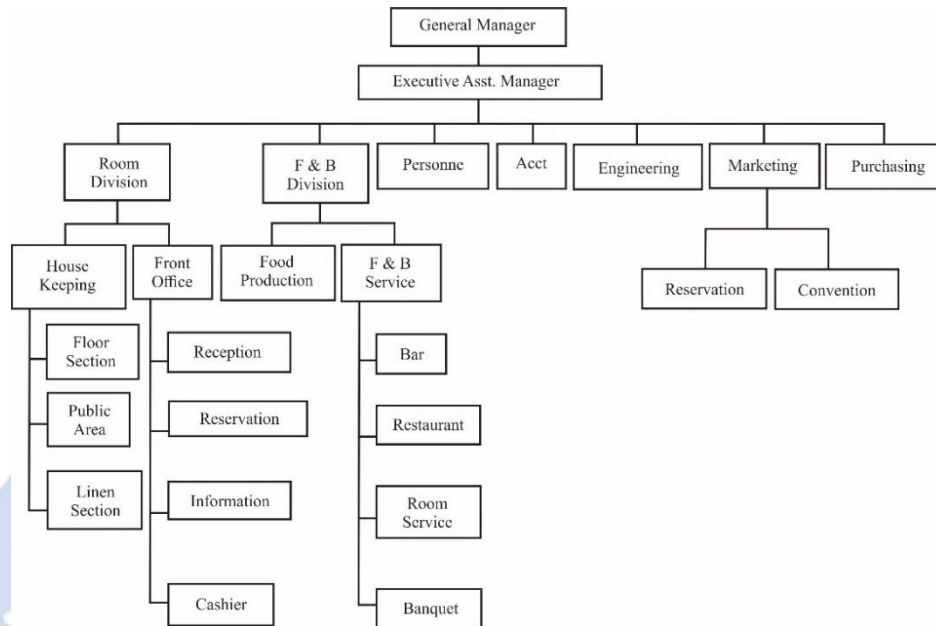 General Manager
Executive Asst. Manager
Room
Division
F & B
Division
Personne
Acct
Engineering
Marketing
Purchasing
House
Keeping
Front
Office
Food
Production
F & B
Service
Reservation
Convention
Floor
Section
Reception
Bar
Public
Area
Reservation
Restaurant
Linen
Section
Information
Room
Service
Cashier
Banquet